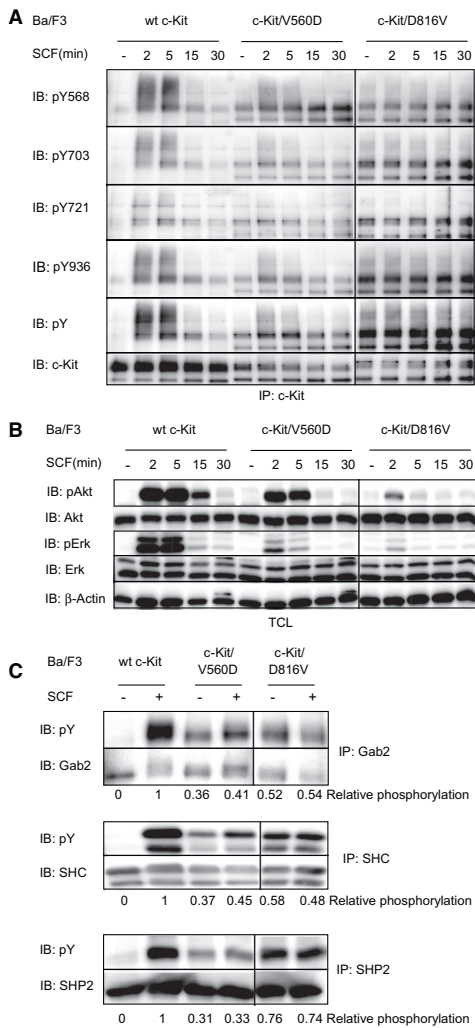 A
Ba/F3 wt c-Kit c-Kit/V560D c-Kit/D816V
SCF(min) - 2 5 15 30 - 2 5 15 30 - 2 5 15 30
IB: pY568
IB: pY703
IB: pY721
IB: pY936
IB: pY
IB: c-Kit
IP: c-Kit
B
Ba/F3 wt c-Kit c-Kit/V560D c-Kit/D816V
SCF(min) - 2 5 15 30 - 2 5 15 30 - 2 5 15 30
IB: pAkt
IB: Akt
IB: pErk
IB: Erk
IB: β-Actin
TCL
C
Ba/F3 wt c-Kit c-Kit/V560D c-Kit/D816V
SCF - + - + - +
IB: pY
IB: Gab2
IP: Gab2
0 1 0.36 0.41 0.52 0.54 Relative phosphorylation
IB: pY
IB: SHC
IP: SHC
0 1 0.37 0.45 0.58 0.48 Relative phosphorylation
IB: pY
IB: SHP2
IP: SHP2
0 1 0.31 0.33 0.76 0.74 Relative phosphorylation